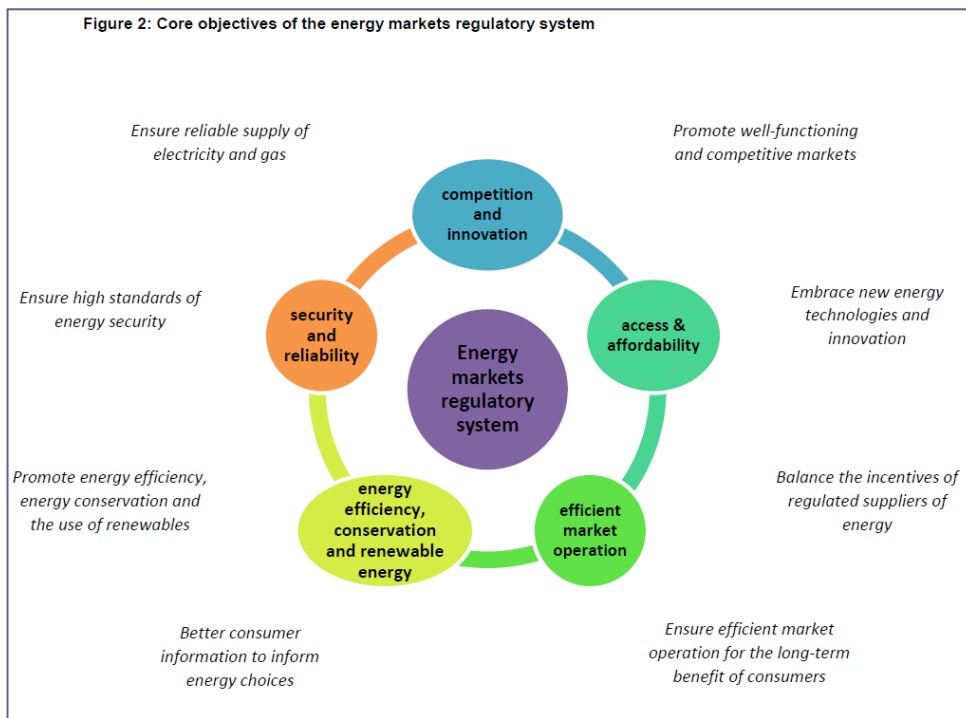 Figure 2: Core objectives of the energy markets regulatory system
Ensure reliable supply of
electricity and gas
Promote well-functioning
and competitive markets
competition
and
innovation
Ensure high standards of
energy security
security
and
reliability
access &
affordability
Embrace new energy
technologies and
innovation
Energy
markets
regulatory
system
Promote energy efficiency,
energy conservation and
the use of renewables
energy
efficiency,
conservation
and renewable
energy
efficient
market
operation
Balance the incentives of
regulated suppliers of
energy
Better consumer
information to inform
energy choices
Ensure efficient market
operation for the long-term
benefit of consumers